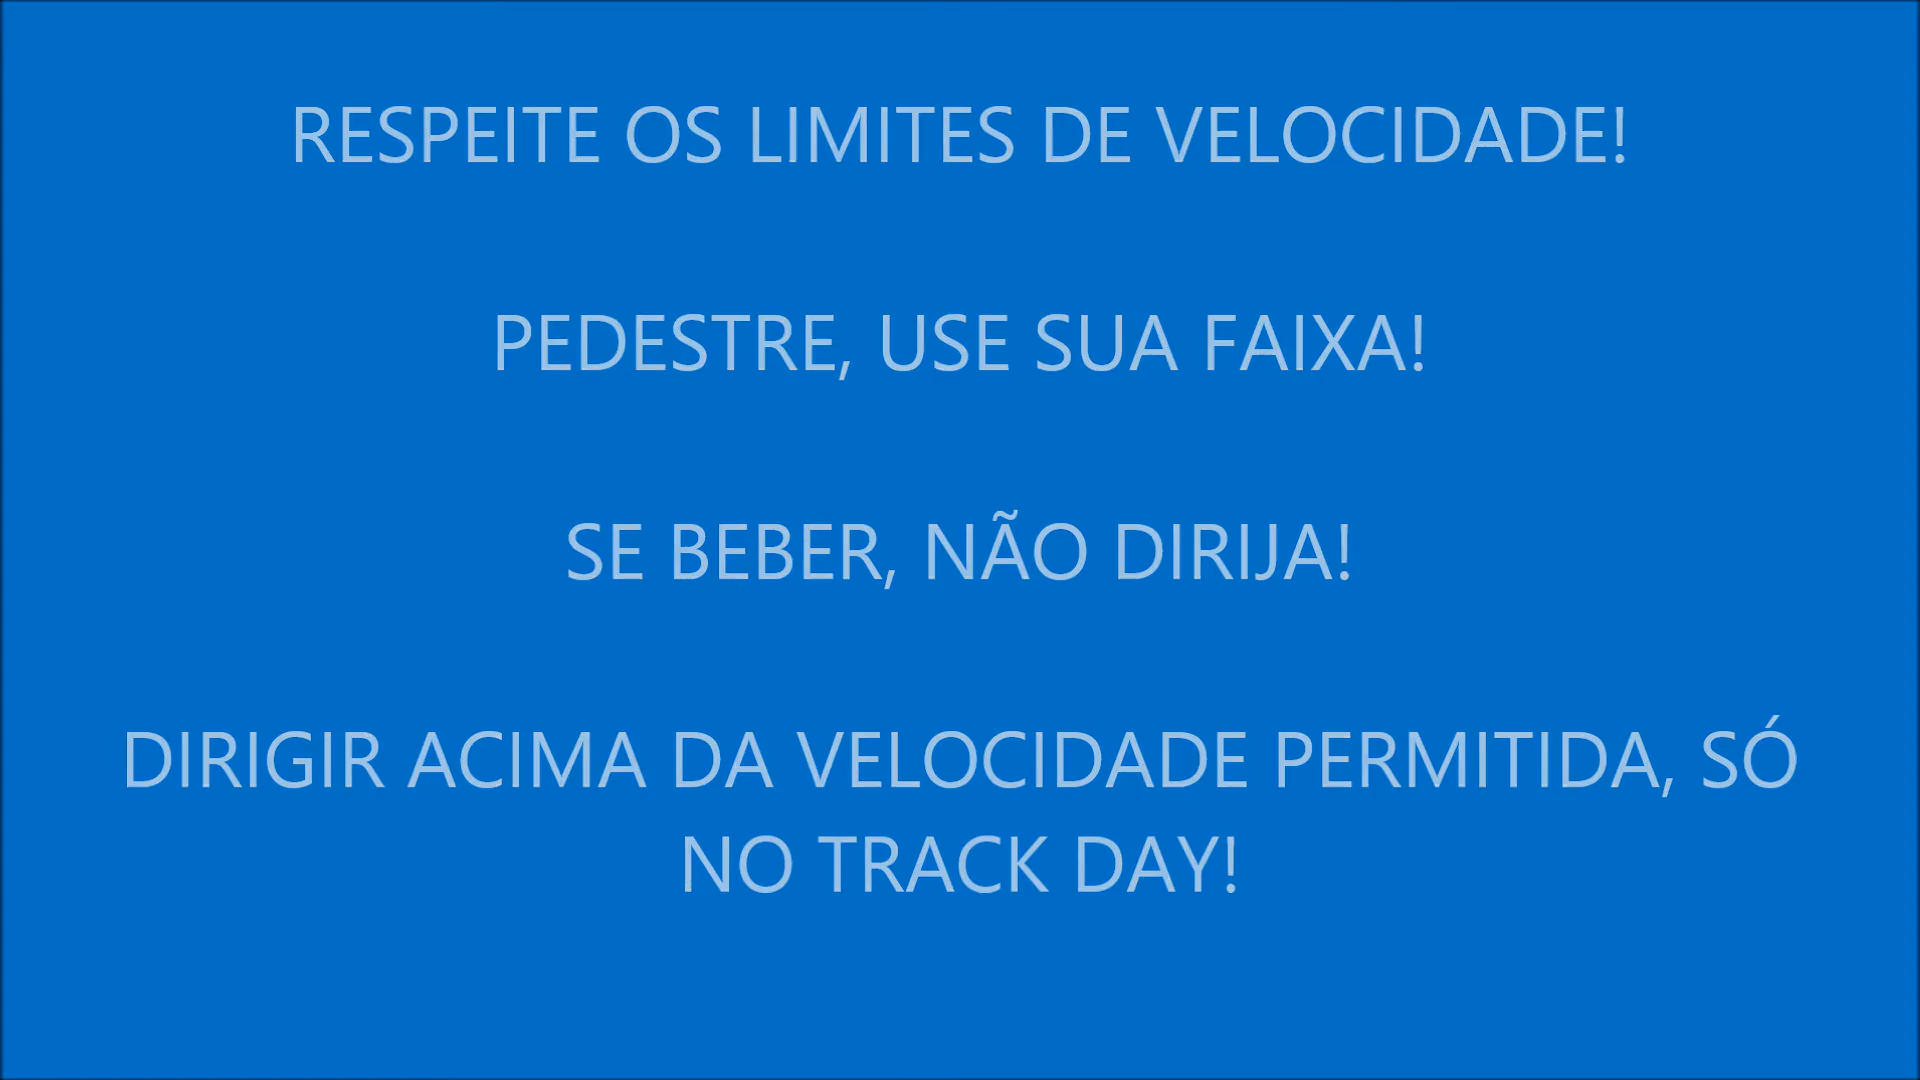 RESPEITE OS LIMITES DE VELOCIDADE!
PEDESTRE, USE SUA FAIXA!
SE BEBER, NÃO DIRIJA!
DIRIGIR ACIMA DA VELOCIDADE PERMITIDA, SÓ
NO TRACK DAY!